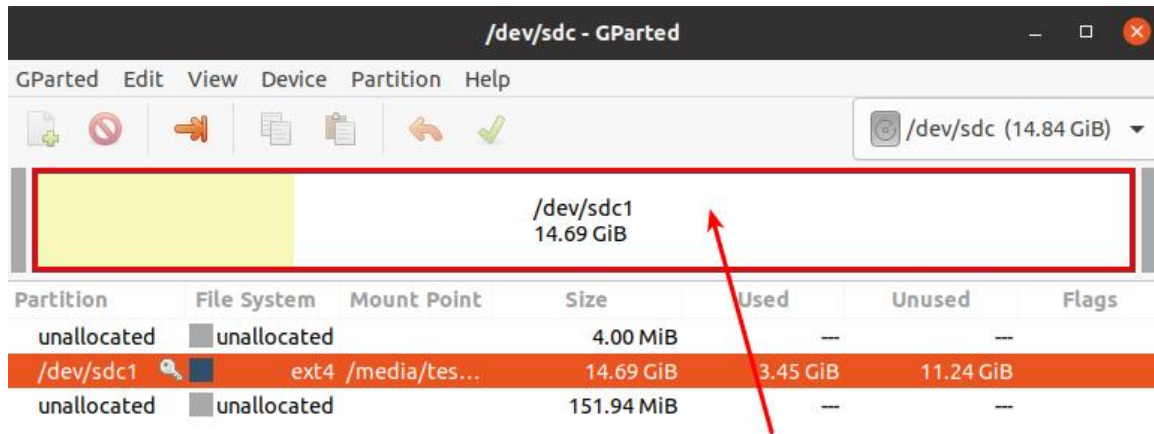 /dev/sdc - GParted
GParted Edit View Device Partition Help
/dev/sdc (14.84 GiB)
/dev/sdc1
14.69 GiB
Partition File System Mount Point Size Used Unused Flags
unallocated unallocated 4.00 MiB --- ---
/dev/sdc1 ext4 /media/tes... 14.69 GiB 3.45 GiB 11.24 GiB
unallocated unallocated 151.94 MiB --- ---